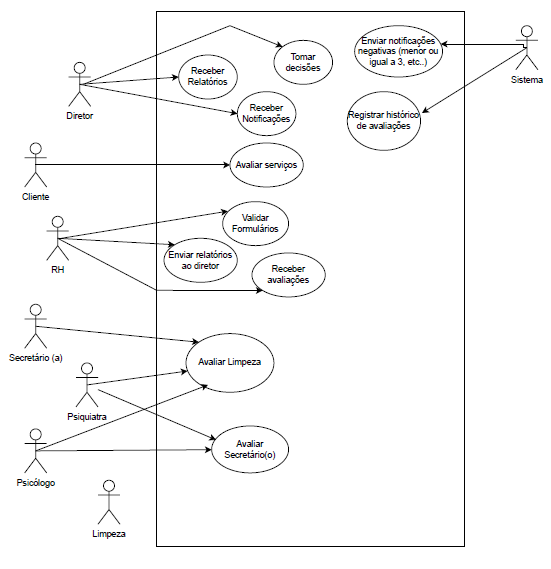 Enviar notificações
negativas (menor ou
igual a 3, etc..)
Sistema
Tomar
decisões
Receber
Relatórios
Diretor
Receber
Notificações
Registrar histórico
de avaliações
Avaliar serviços
Cliente
Validar
Formulários
RH
Enviar relatórios
ao diretor
Receber
avaliações
Secretário (a)
Avaliar Limpeza
Psiquiatra
Avaliar
Secretário(o)
Psicólogo
Limpeza